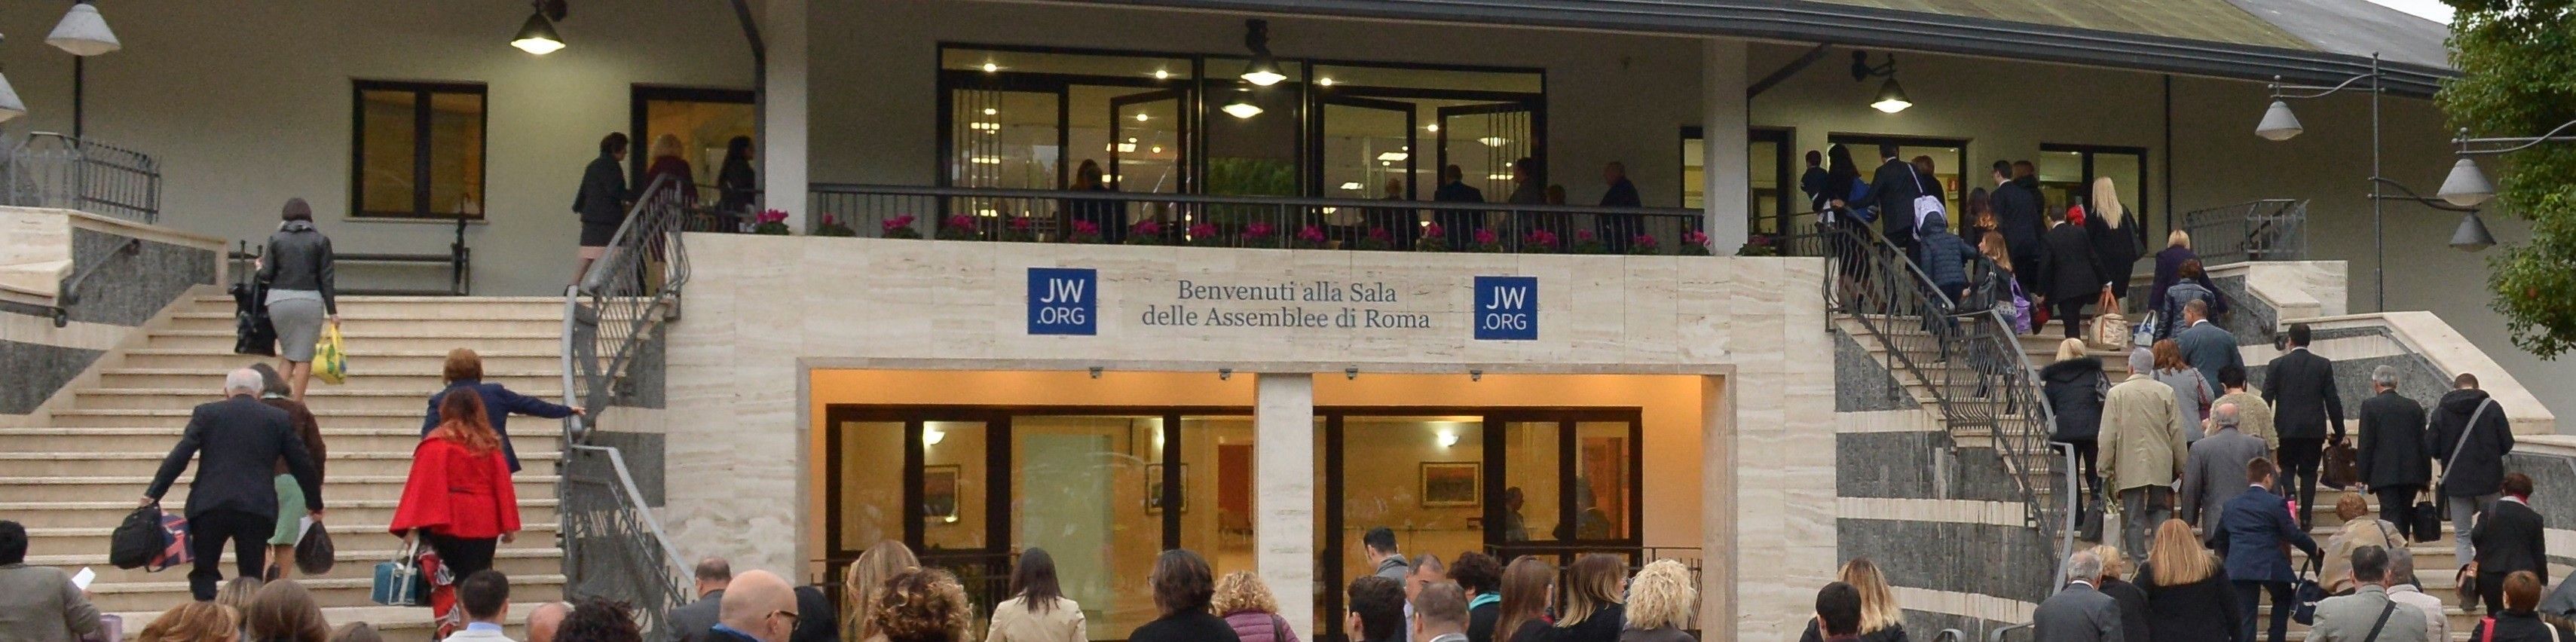 JW
.ORG
Benvenuti alla Sala
delle Assemblee di Roma
JW
.ORG